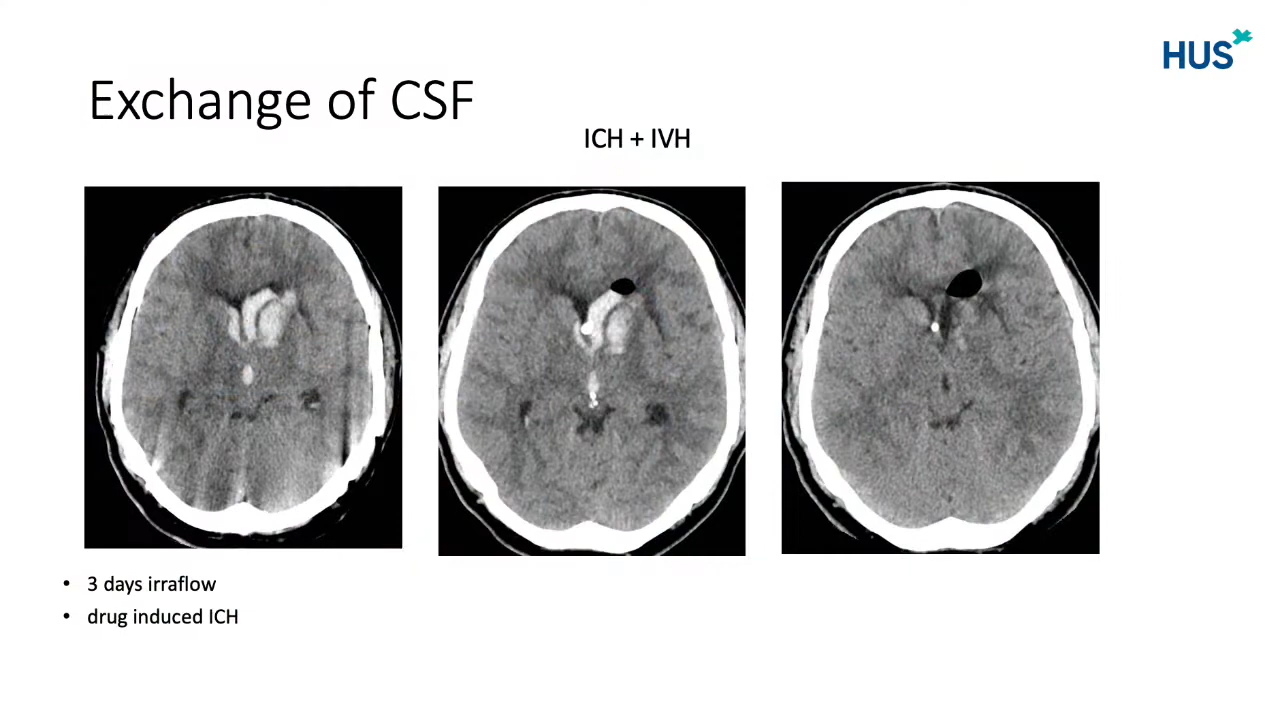 HUS
Exchange of CSF
ICH + IVH
• 3 days irraflow
• drug induced ICH